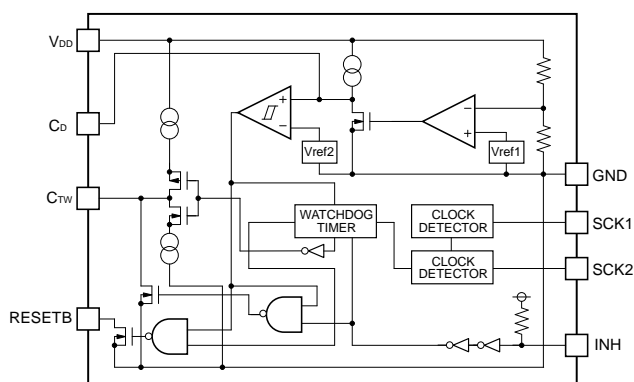 VDD
CD
CTW
RESETB
+
−
Vref2
−
+
Vref1
WATCHDOG
TIMER
CLOCK
DETECTOR
CLOCK
DETECTOR
GND
SCK1
SCK2
INH